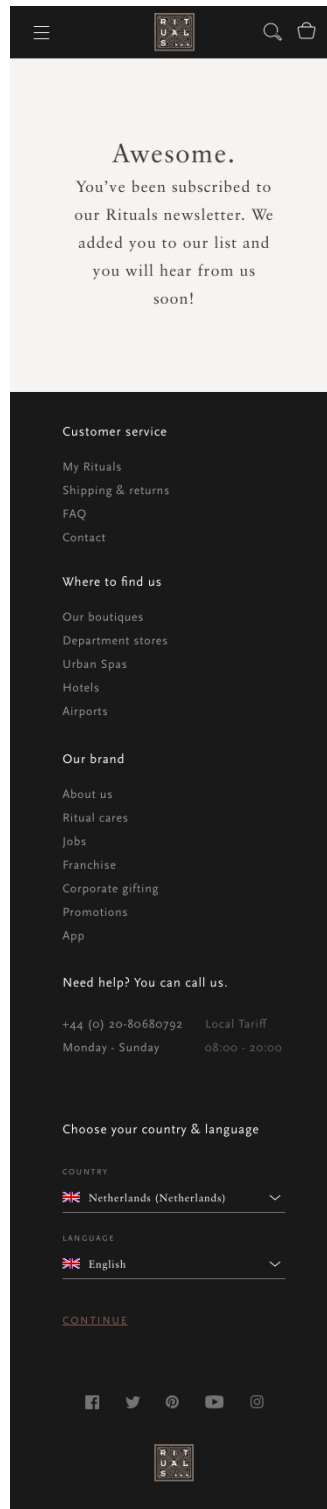 RIT
UAL
S...
Awesome.
You've been subscribed to
our Rituals newsletter. We
added you to our list and
you will hear from us
soon!
Customer service
My Rituals
Shipping & returns
FAQ
Contact
Where to find us
Our boutiques
Department stores
Urban Spas
Hotels
Airports
Our brand
About us
Ritual cares
Jobs
Franchise
Corporate gifting
Promotions
App
Need help? You can call us.
+44 (0) 20-80680792 Local Tariff
Monday - Sunday 08:00 - 20:00
Choose your country & language
COUNTRY
Netherlands (Netherlands)
LANGUAGE
English
CONTINUE
RIT
UAL
S...